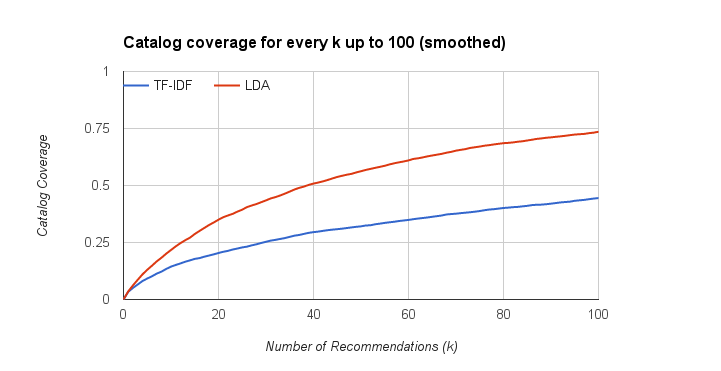 Catalog coverage for every k up to 100 (smoothed)
TF-IDF LDA
Catalog Coverage
1
0.75
0.5
0.25
0
0 20 40 60 80 100
Number of Recommendations (k)